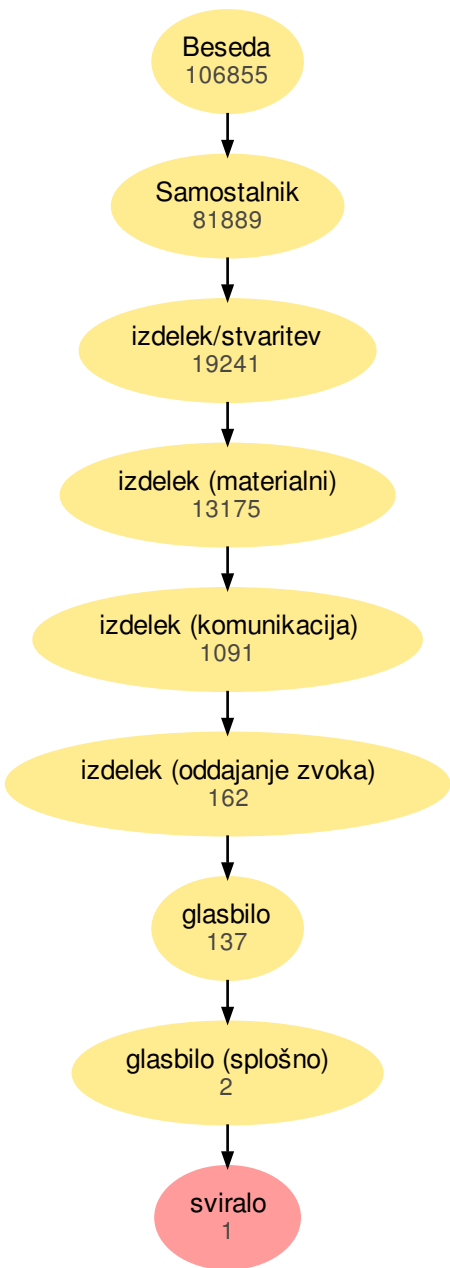 Beseda
106855
Samostalnik
81889
izdelek/stvaritev
19241
izdelek (materialni)
13175
izdelek (komunikacija)
1091
izdelek (oddajanje zvoka)
162
glasbilo
137
glasbilo (splošno)
2
sviralo
1